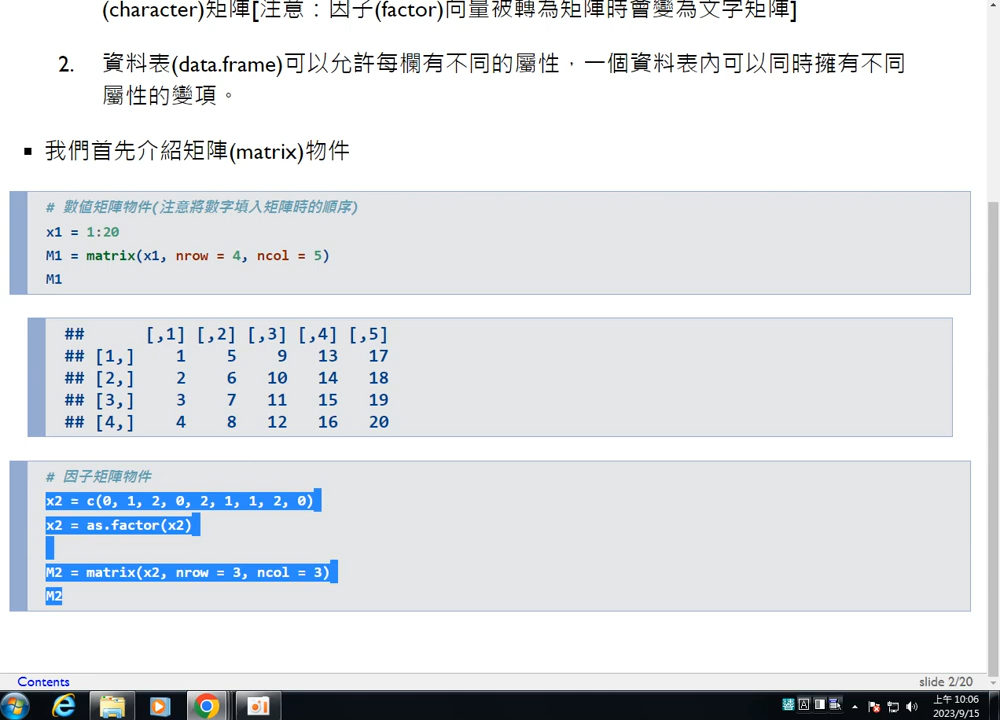 (character)矩陣[注意：因子(factor)向量被轉為矩陣時會變為文字矩陣]
2. 資料表(data.frame)可以允許每欄有不同的屬性，一個資料表內可以同時擁有不同
屬性的變項。
▪ 我們首先介紹矩陣(matrix)物件
# 數值矩陣物件(注意將數字填入矩陣時的順序)
x1 = 1:20
M1 = matrix(x1, nrow = 4, ncol = 5)
M1
## [,1] [,2] [,3] [,4] [,5]
## [1,] 1 5 9 13 17
## [2,] 2 6 10 14 18
## [3,] 3 7 11 15 19
## [4,] 4 8 12 16 20
# 因子矩陣物件
x2 = c(0, 1, 2, 0, 2, 1, 1, 2, 0)
x2 = as.factor(x2)
M2 = matrix(x2, nrow = 3, ncol = 3)
M2
Contents
slide 2/20
上午 10:06
2023/9/15